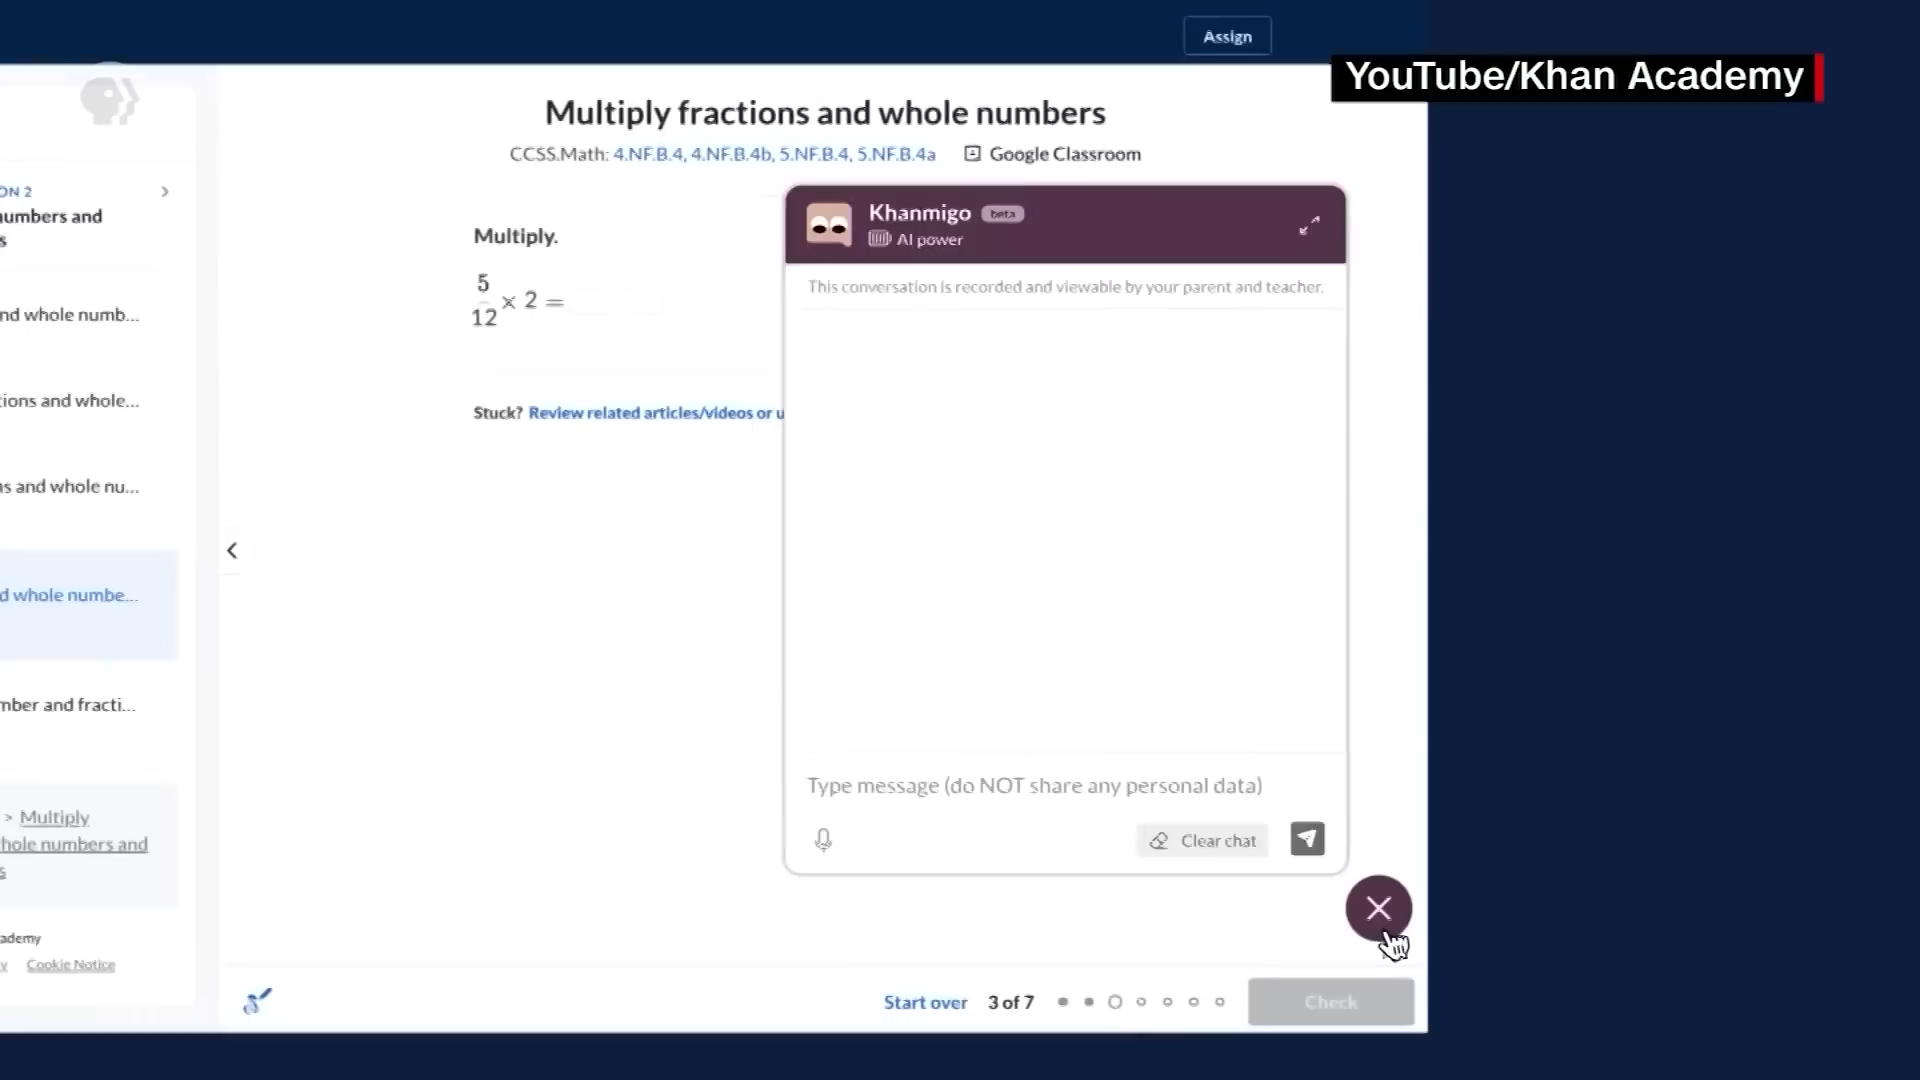 Assign
YouTube/Khan Academy
Multiply fractions and whole numbers
CCSS.Math: 4.NF.B.4, 4.NF.B.4b, 5.NF.B.4, 5.NF.B.4a Google Classroom
ON 2
numbers and
s
nd whole numb...
tions and whole...
ns and whole nu...
d whole numbe...
mber and fracti...
> Multiply
whole numbers and
s
ademy
y Cookie Notice
Multiply.
5
12 × 2 =
Stuck? Review related articles/videos or u
Khanmigo beta
AI power
This conversation is recorded and viewable by your parent and teacher.
Type message (do NOT share any personal data)
Clear chat
Start over 3 of 7 Check